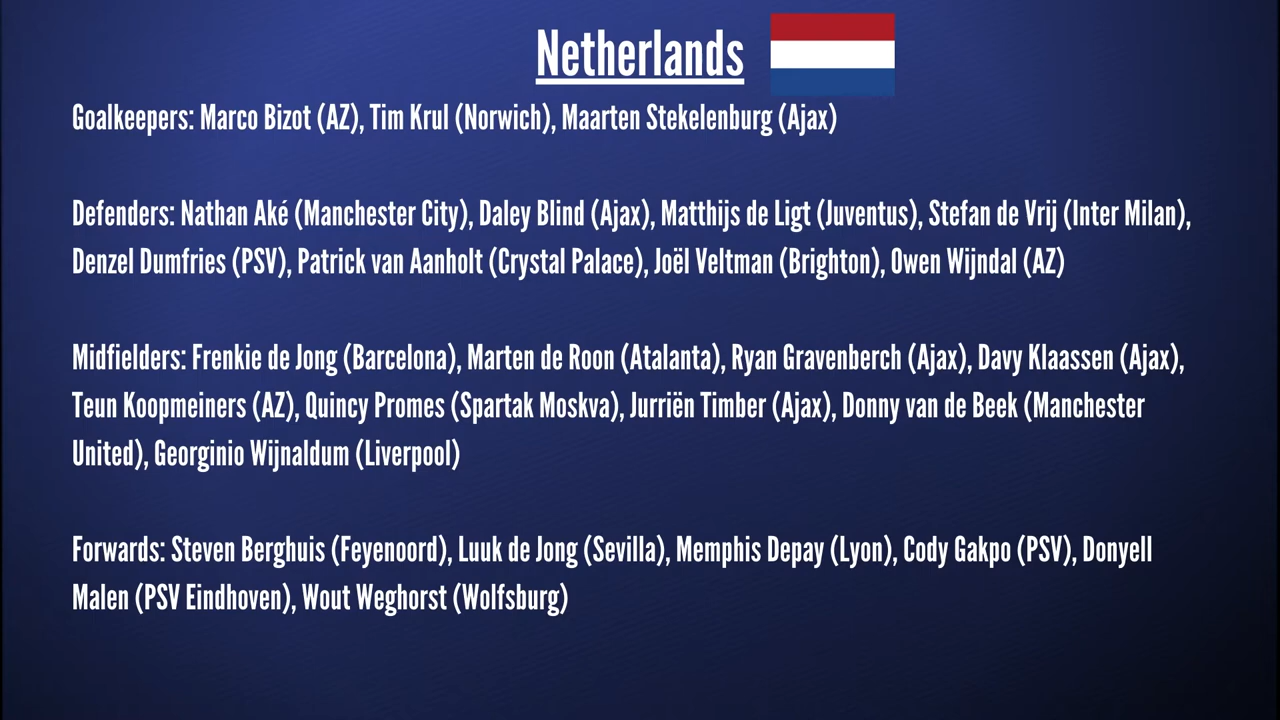 Netherlands
Goalkeepers: Marco Bizot (AZ), Tim Krul (Norwich), Maarten Stekelenburg (Ajax)
Defenders: Nathan Aké (Manchester City), Daley Blind (Ajax), Matthijs de Ligt (Juventus), Stefan de Vrij (Inter Milan),
Denzel Dumfries (PSV), Patrick van Aanholt (Crystal Palace), Joël Veltman (Brighton), Owen Wijndal (AZ)
Midfielders: Frenkie de Jong (Barcelona), Marten de Roon (Atalanta), Ryan Gravenberch (Ajax), Davy Klaassen (Ajax),
Teun Koopmeiners (AZ), Quincy Promes (Spartak Moskva), Jurriën Timber (Ajax), Donny van de Beek (Manchester
United), Georginio Wijnaldum (Liverpool)
Forwards: Steven Berghuis (Feyenoord), Luuk de Jong (Sevilla), Memphis Depay (Lyon), Cody Gakpo (PSV), Donyell
Malen (PSV Eindhoven), Wout Weghorst (Wolfsburg)